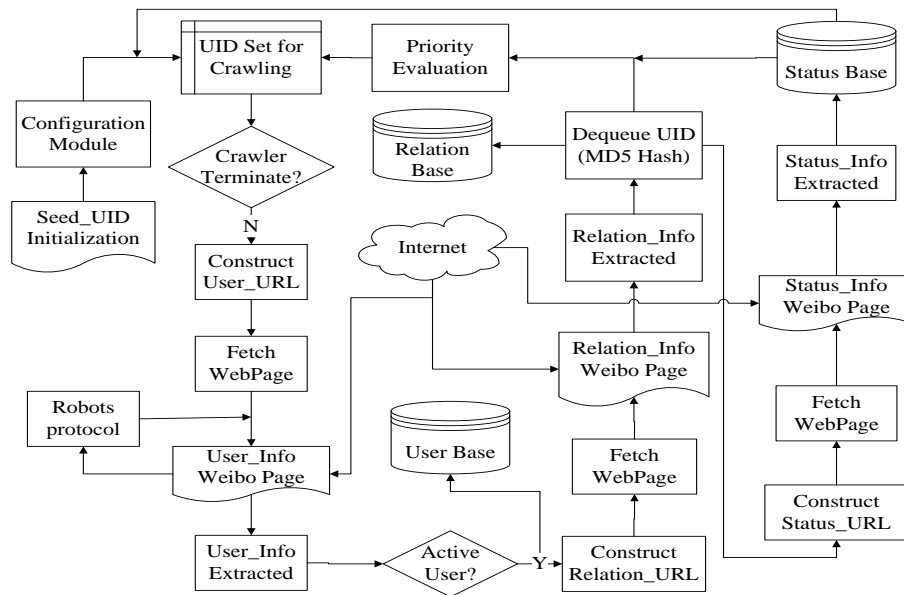 UID Set for
Crawling
Priority
Evaluation
Status Base
Configuration
Module
Relation
Base
Dequeue UID
(MD5 Hash)
Crawler
Terminate?
Status_Info
Extracted
N
Seed_UID
Initialization
Internet
Relation_Info
Extracted
Construct
User_URL
Status_Info
Weibo Page
Fetch
WebPage
Relation_Info
Weibo Page
Robots
protocol
Fetch
WebPage
User_Info
Weibo Page
User Base
Fetch
WebPage
Construct
Status_URL
User_Info
Extracted
Active
User?
Y
Construct
Relation_URL